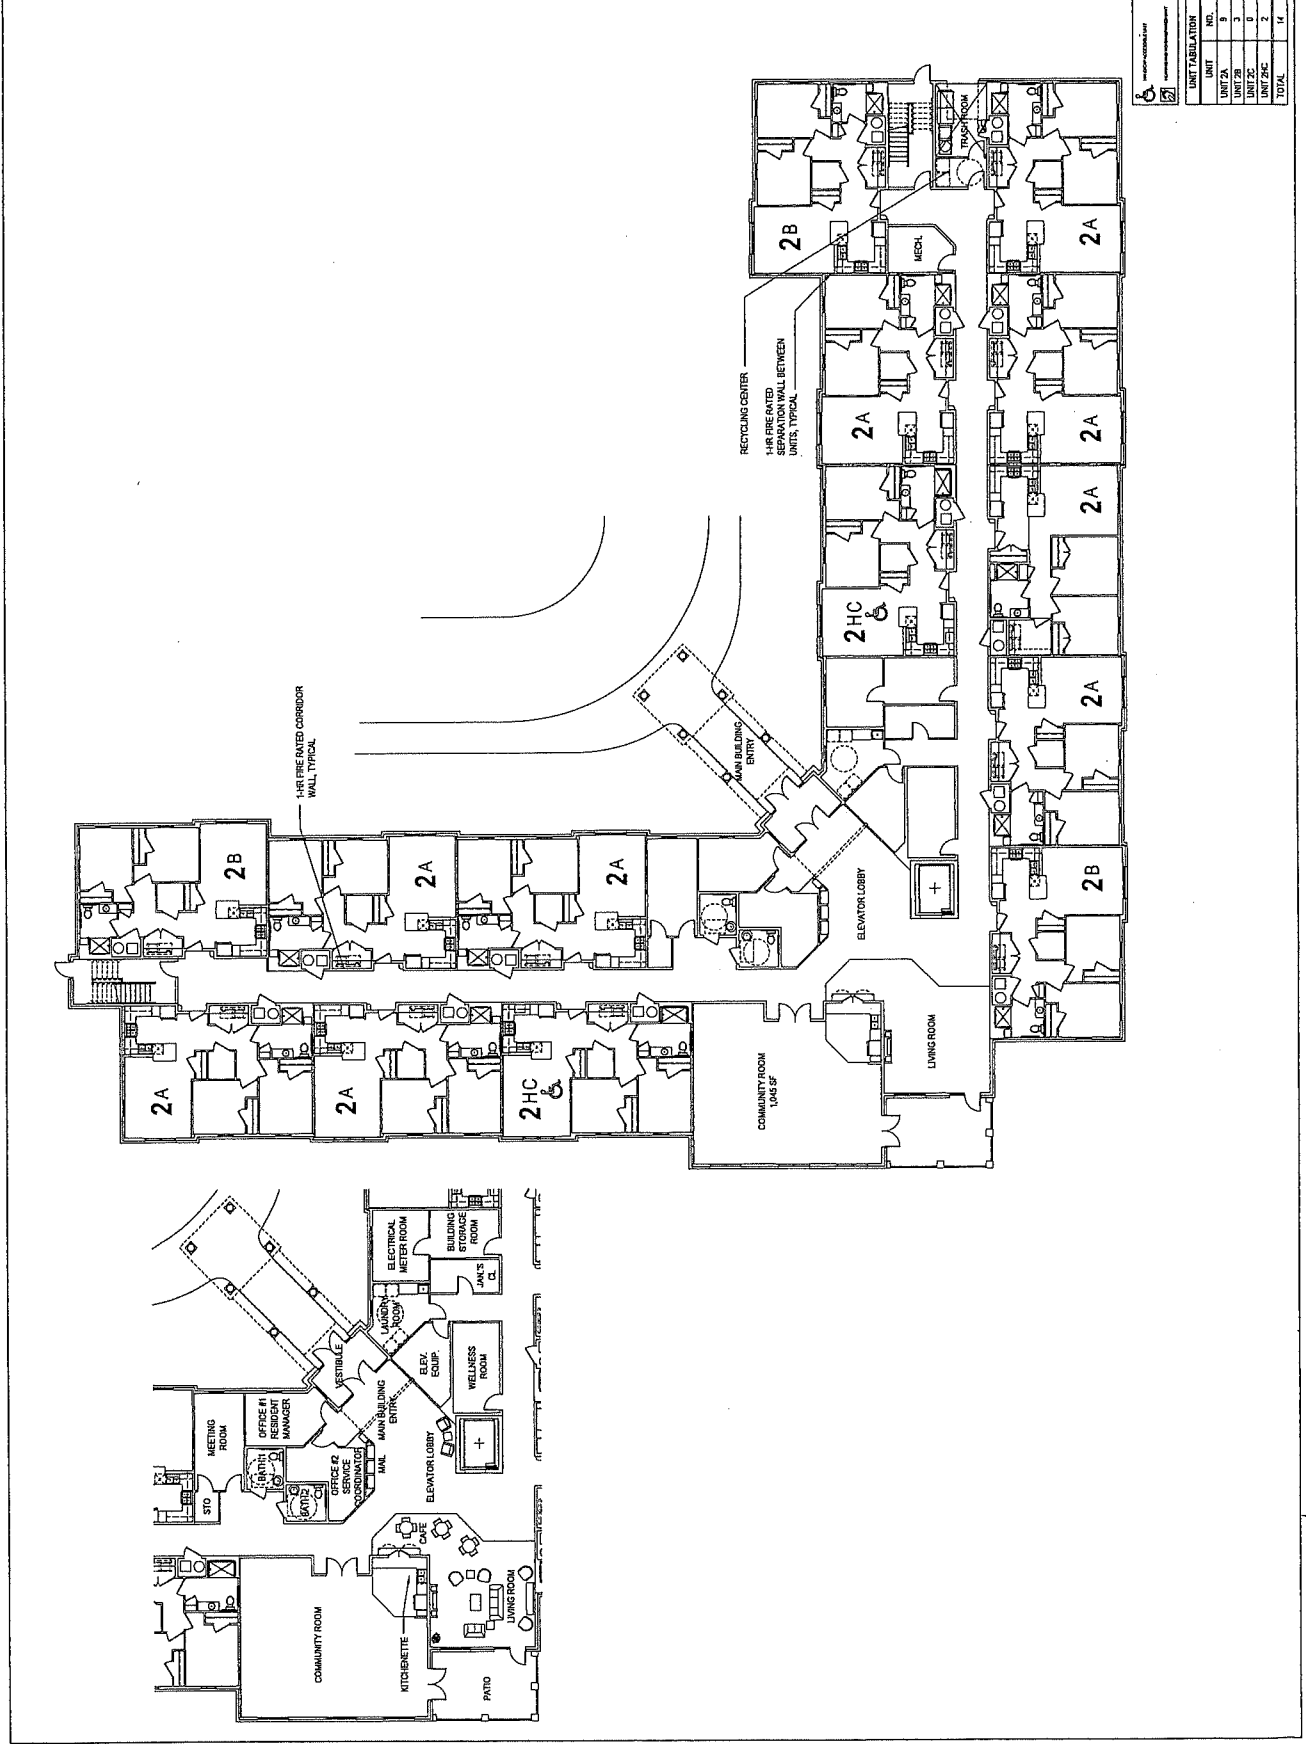 UNIT TABULATION
UNIT NO.
UNIT 2A 9
UNIT 2B 3
UNIT 2C 0
UNIT 2HC 2
TOTAL 14
1-HR FIRE RATED CORRIDOR
WALL, TYPICAL
RECYCLING CENTER
1-HR FIRE RATED
SEPARATION WALL BETWEEN
UNITS, TYPICAL
2B
2A
2A
2B
MECH.
TRASH ROOM
2A
2HC
2A
2A
2A
2A
2B
2A
2A
2HC
MAIN BUILDING
ENTRY
ELEVATOR LOBBY
COMMUNITY ROOM
1,045 SF
LIVING ROOM
MEETING
ROOM
STO
OFFICE #1
RESIDENT
MANAGER
BATH1
BATH2
OFFICE #2
SERVICE
COORDINATOR
MAIL
VESTIBULE
MAIN BUILDING
ENTRY
ELECTRICAL
METER ROOM
BUILDING
STORAGE
ROOM
LAUNDRY
ROOM
JAN.'S
CL.
ELEV.
EQUIP.
WELLNESS
ROOM
ELEVATOR LOBBY
CAFE
COMMUNITY ROOM
KITCHENETTE
LIVING ROOM
PATIO